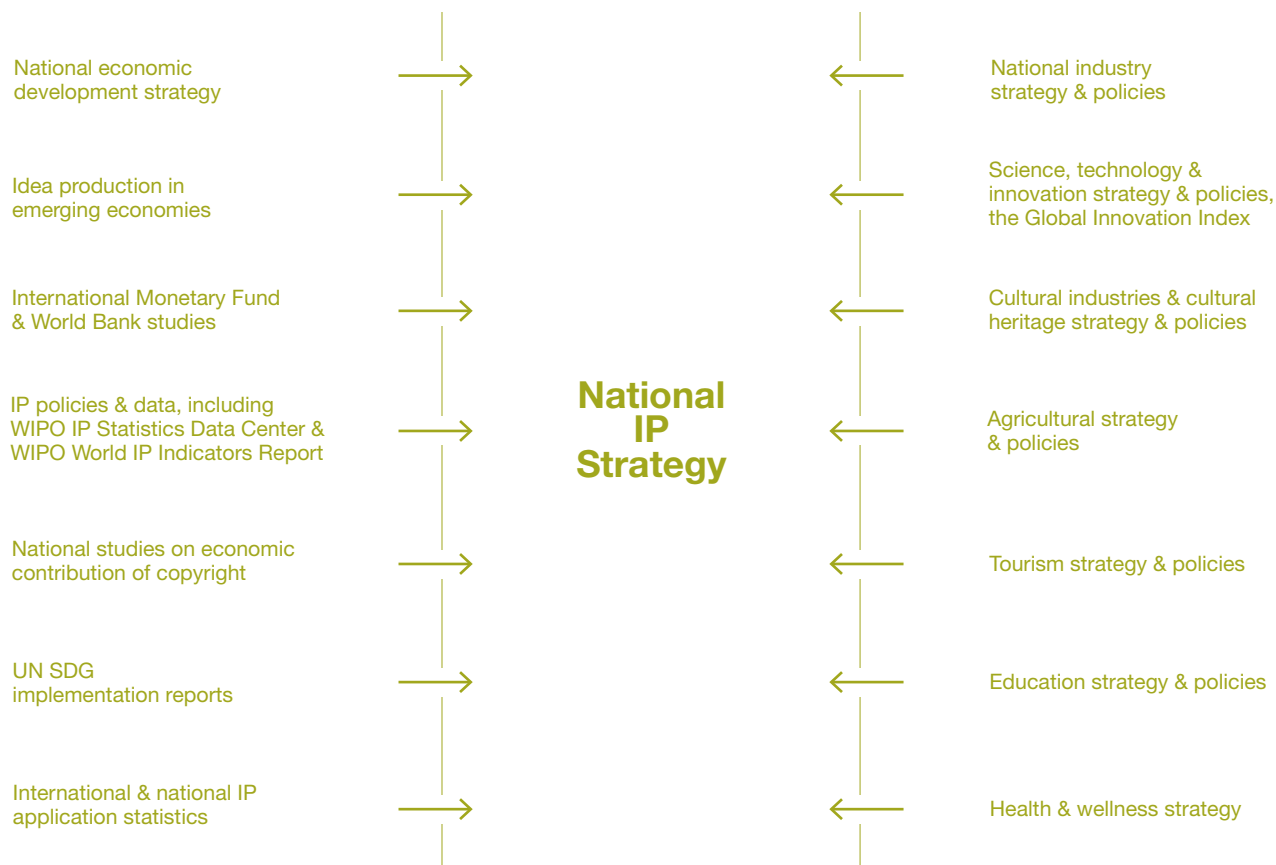 National economic
development strategy
Idea production in
emerging economies
International Monetary Fund
& World Bank studies
IP policies & data, including
WIPO IP Statistics Data Center &
WIPO World IP Indicators Report
National studies on economic
contribution of copyright
UN SDG
implementation reports
International & national IP
application statistics
National
IP
Strategy
National industry
strategy & policies
Science, technology &
innovation strategy & policies,
the Global Innovation Index
Cultural industries & cultural
heritage strategy & policies
Agricultural strategy
& policies
Tourism strategy & policies
Education strategy & policies
Health & wellness strategy